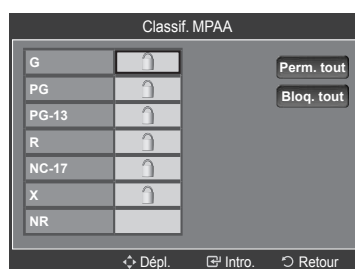 Classif. MPAA
G
Perm. tout
PG
Bloq. tout
PG-13
R
NC-17
X
NR
Dépl. Intro. Retour